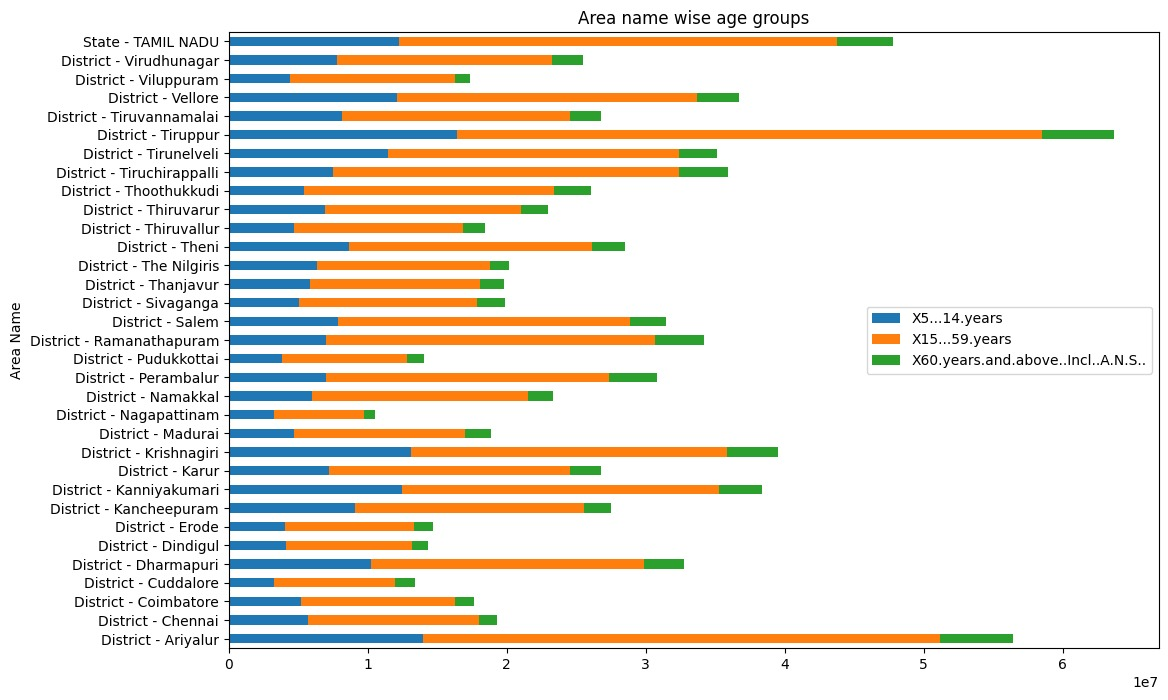 Area name wise age groups
State - TAMIL NADU
District - Virudhunagar
District - Viluppuram
District - Vellore
District - Tiruvannamalai
District - Tiruppur
District - Tirunelveli
District - Tiruchirappalli
District - Thoothukkudi
District - Thiruvarur
District - Thiruvallur
District - Theni
District - The Nilgiris
District - Thanjavur
District - Sivaganga
District - Salem
District - Ramanathapuram
District - Pudukkottai
District - Perambalur
District - Namakkal
District - Nagapattinam
District - Madurai
District - Krishnagiri
District - Karur
District - Kanniyakumari
District - Kancheepuram
District - Erode
District - Dindigul
District - Dharmapuri
District - Cuddalore
District - Coimbatore
District - Chennai
District - Ariyalur
Area Name
X5...14.years
X15...59.years
X60.years.and.above..Incl..A.N.S..
0 1 2 3 4 5 6
1e7